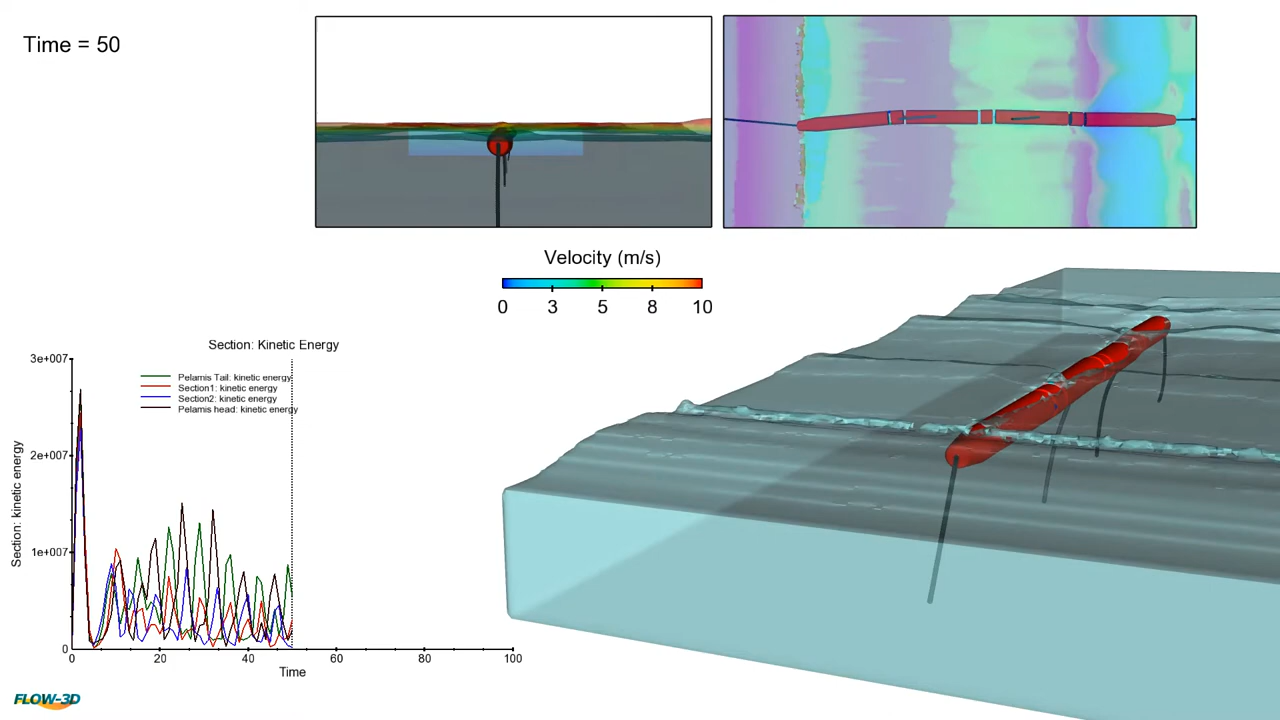 Time = 50
Velocity (m/s)
0 3 5 8 10
Section: Kinetic Energy
3e+007
2e+007
1e+007
0
Section: kinetic energy
Pelamis Tail: kinetic energy
Section1: kinetic energy
Section2: kinetic energy
Pelamis head: kinetic energy
0 20 40 60 80 100
Time
FLOW-3D